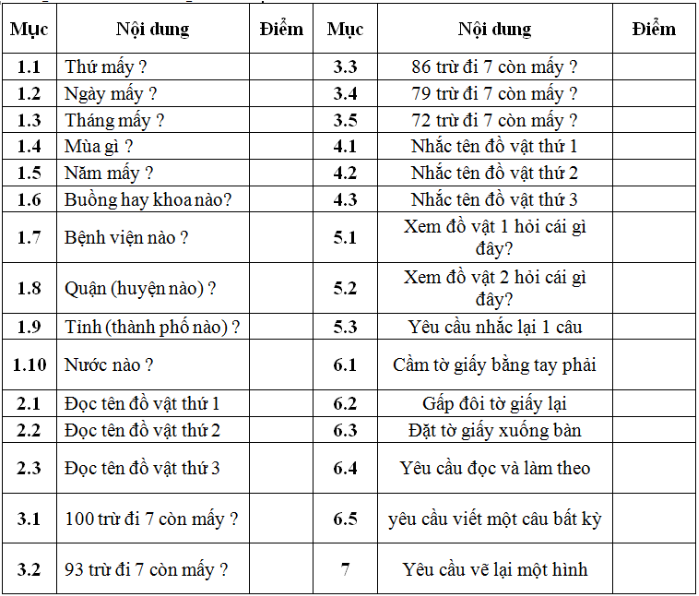 Mục Nội dung Điểm Mục Nội dung Điểm
1.1 Thứ mấy ? 3.3 86 trừ đi 7 còn mấy ?
1.2 Ngày mấy ? 3.4 79 trừ đi 7 còn mấy ?
1.3 Tháng mấy ? 3.5 72 trừ đi 7 còn mấy ?
1.4 Mùa gì ? 4.1 Nhắc tên đồ vật thứ 1
1.5 Năm mấy ? 4.2 Nhắc tên đồ vật thứ 2
1.6 Buồng hay khoa nào? 4.3 Nhắc tên đồ vật thứ 3
1.7 Bệnh viện nào ? 5.1 Xem đồ vật 1 hỏi cái gì
đây?
1.8 Quận (huyện nào) ? 5.2 Xem đồ vật 2 hỏi cái gì
đây?
1.9 Tỉnh (thành phố nào) ? 5.3 Yêu cầu nhắc lại 1 câu
1.10 Nước nào ? 6.1 Cầm tờ giấy bằng tay phải
2.1 Đọc tên đồ vật thứ 1 6.2 Gấp đôi tờ giấy lại
2.2 Đọc tên đồ vật thứ 2 6.3 Đặt tờ giấy xuống bàn
2.3 Đọc tên đồ vật thứ 3 6.4 Yêu cầu đọc và làm theo
3.1 100 trừ đi 7 còn mấy ? 6.5 yêu cầu viết một câu bất kỳ
3.2 93 trừ đi 7 còn mấy ? 7 Yêu cầu vẽ lại một hình